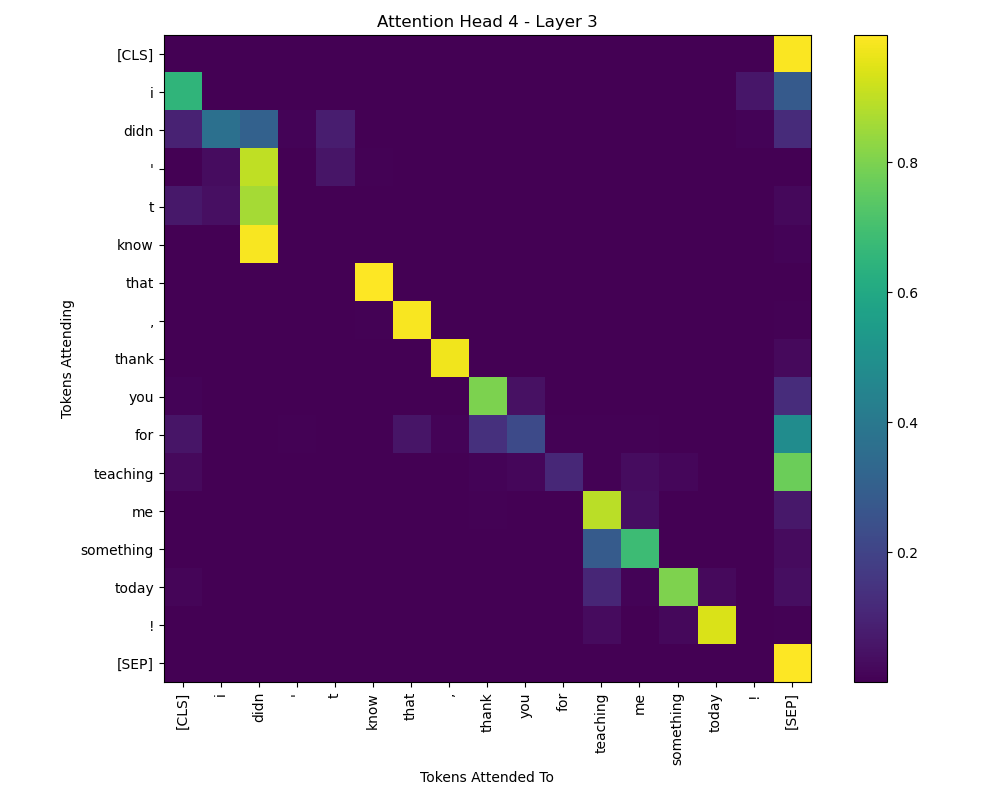 Attention Head 4 - Layer 3
[CLS]
i
didn
'
t
know
that
,
thank
you
for
teaching
me
something
today
!
[SEP]
Tokens Attending
[CLS]
i
didn
'
t
know
that
,
thank
you
for
teaching
me
something
today
!
[SEP]
Tokens Attended To
0.8
0.6
0.4
0.2